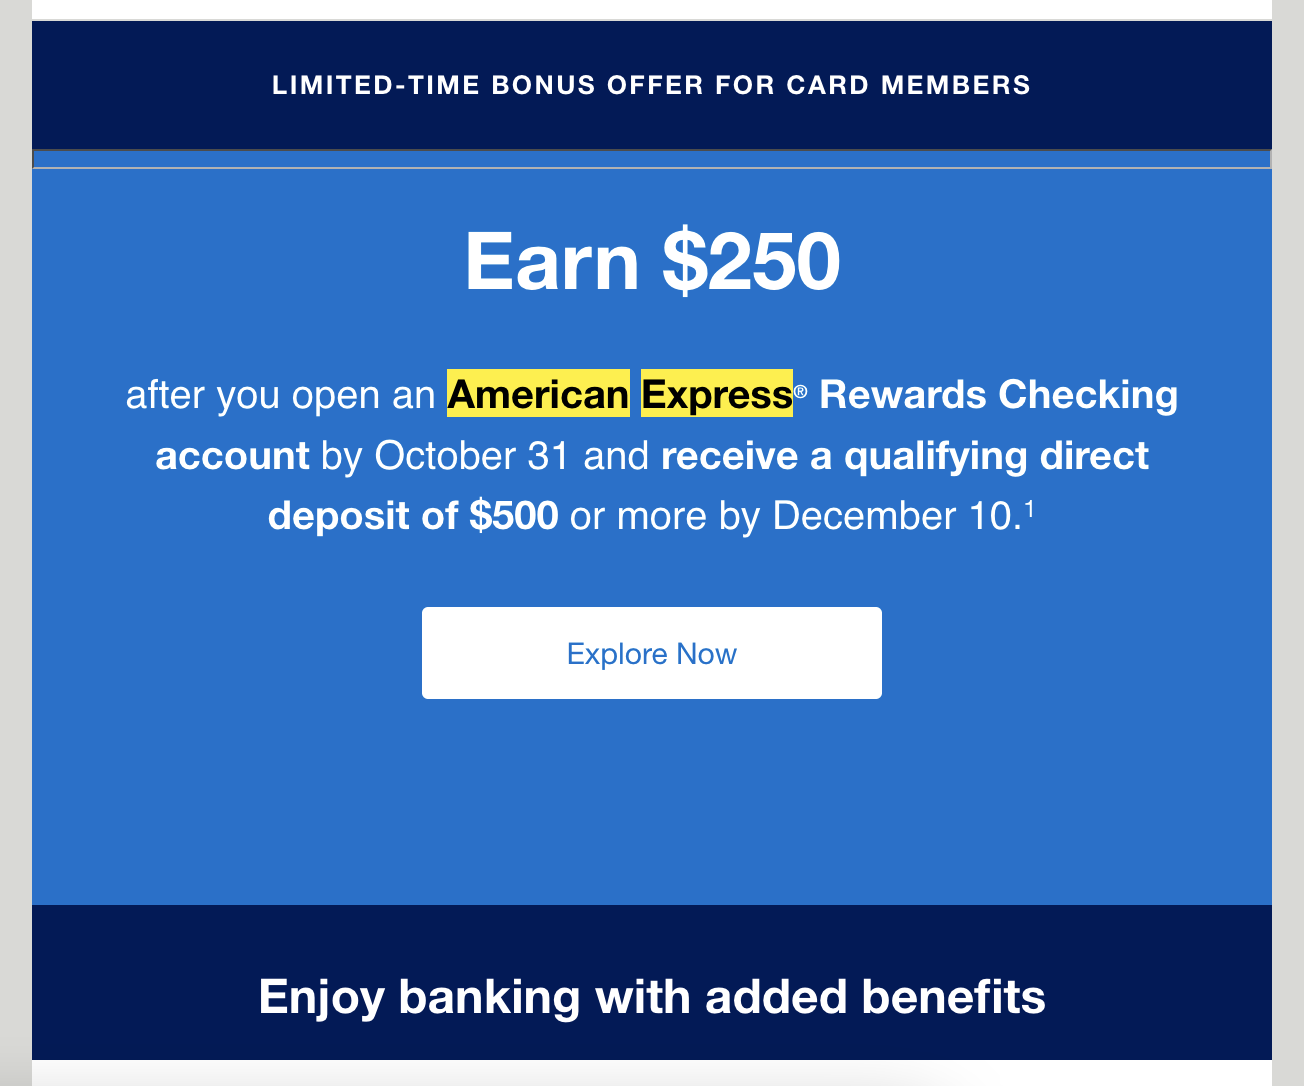 LIMITED-TIME BONUS OFFER FOR CARD MEMBERS
Earn $250
after you open an American Express® Rewards Checking
account by October 31 and receive a qualifying direct
deposit of $500 or more by December 10.¹
Explore Now
Enjoy banking with added benefits